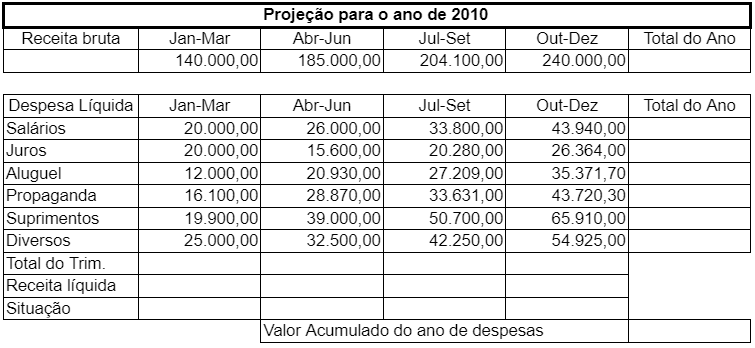 Projeção para o ano de 2010
Receita bruta Jan-Mar Abr-Jun Jul-Set Out-Dez Total do Ano
140.000,00 185.000,00 204.100,00 240.000,00
Despesa Líquida Jan-Mar Abr-Jun Jul-Set Out-Dez Total do Ano
Salários 20.000,00 26.000,00 33.800,00 43.940,00
Juros 20.000,00 15.600,00 20.280,00 26.364,00
Aluguel 12.000,00 20.930,00 27.209,00 35.371,70
Propaganda 16.100,00 28.870,00 33.631,00 43.720,30
Suprimentos 19.900,00 39.000,00 50.700,00 65.910,00
Diversos 25.000,00 32.500,00 42.250,00 54.925,00
Total do Trim.
Receita líquida
Situação
Valor Acumulado do ano de despesas